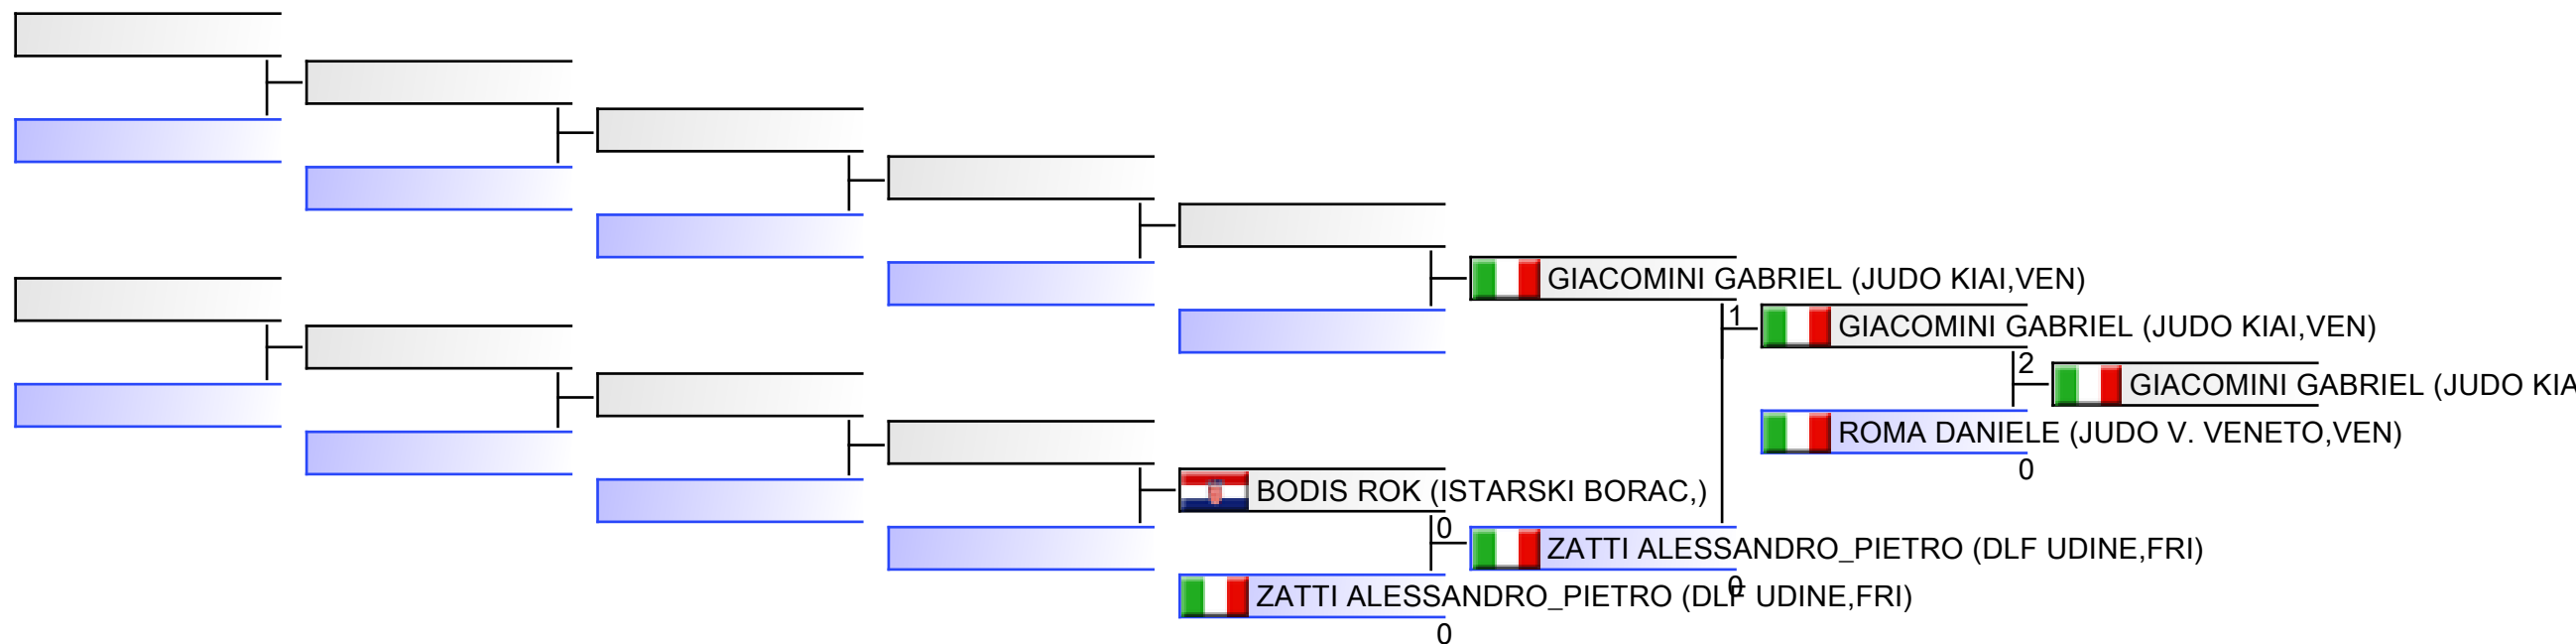 GIACOMINI GABRIEL (JUDO KIAI,VEN)
1
GIACOMINI GABRIEL (JUDO KIAI,VEN)
2
GIACOMINI GABRIEL (JUDO KIA
ROMA DANIELE (JUDO V. VENETO,VEN)
0
BODIS ROK (ISTARSKI BORAC,)
0
ZATTI ALESSANDRO_PIETRO (DLF UDINE,FRI)
0
ZATTI ALESSANDRO_PIETRO (DLF UDINE,FRI)
0